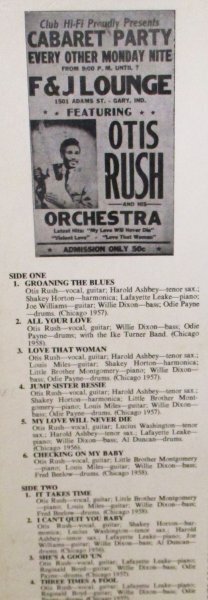 Club Hi-Fi Proudly Presents
CABARET PARTY
EVERY OTHER MONDAY NITE
FROM 9:00 P. M. UNTIL ?
F & J LOUNGE
1501 ADAMS ST. - GARY, IND.
FEATURING
OTIS
RUSH
AND HIS
ORCHESTRA
Latest Hits: "My Love Will Never Die"
"Violent Love" - "Love That Woman"
ADMISSION ONLY 50c
SIDE ONE
1. GROANING THE BLUES
Otis Rush—vocal, guitar; Harold Ashbey—tenor sax.;
Shakey Horton—harmonica; Lafayette Leake—piano;
Joe Williams—guitar; Willie Dixon—bass; Odie Payne
—drums. (Chicago 1957).
2. ALL YOUR LOVE
Otis Rush—vocal, guitar; Willie Dixon—bass; Odie
Payne—drums; with the Ike Turner Band. (Chicago
1958).
3. LOVE THAT WOMAN
Otis Rush—vocal, guitar; Harold Ashbey—tenor sax.;
Louis Miles—guitar; Shakey Horton—harmonica;
Little Brother Montgomery—piano; Willie Dixon—
bass; Odie Payne—drums. (Chicago 1957).
4. JUMP SISTER BESSIE
Otis Rush—vocal, guitar; Harold Ashbey—tenor sax.;
Shakey Horton—harmonica; Little Brother Mont-
gomery—piano; Louis Miles—guitar; Willie Dixon—
bass; Odie Payne—drums. (Chicago 1957).
5. MY LOVE WILL NEVER DIE
Otis Rush—vocal, guitar; Lucius Washington—tenor
sax.; Harold Ashbey—tenor sax.; Lafayette Leake—
piano; Willie Dixon—bass; Al Duncan—drums.
(Chicago
6. CHECKING ON MY BABY
Otis Rush—vocal, guitar; Little Brother Montgomery
—piano; Louis Miles—guitar; Willie Dixon—bass;
Fred Beelow—drums. (Chicago
SIDE TWO
1. IT TAKES TIME
Otis Rush—vocal, guitar; Little Brother Montgomery
—piano; Louis Miles—guitar; Willie Dixon—bass;
Fred Beelow—drums. (Chicago 1958).
2. I CAN'T QUIT YOU BABY
Otis Rush—vocal, guitar; Shakey Horton—har-
monica; Lucius Washington—tenor sax.; Harold
Ashbey—tenor sax.; Lafayette Leake—piano;
Williams—guitar; Willie Dixon—bass; Al Duncan—
drums. (Chicago 1956).
3. SHE'S A GOOD 'UN
Otis Rush—vocal, guitar; Lafayette Leake—piano;
Reginald Boyd—guitar; Willie Dixon—bass; Odie
Payne—drums. (Chicago
4. THREE TIMES A FOOL
Otis Rush—vocal, guitar; Lafayette Leake—piano;
Reginald Boyd—guitar; Willie Dixon—bass; Odie
Payne—drums. (Chicago